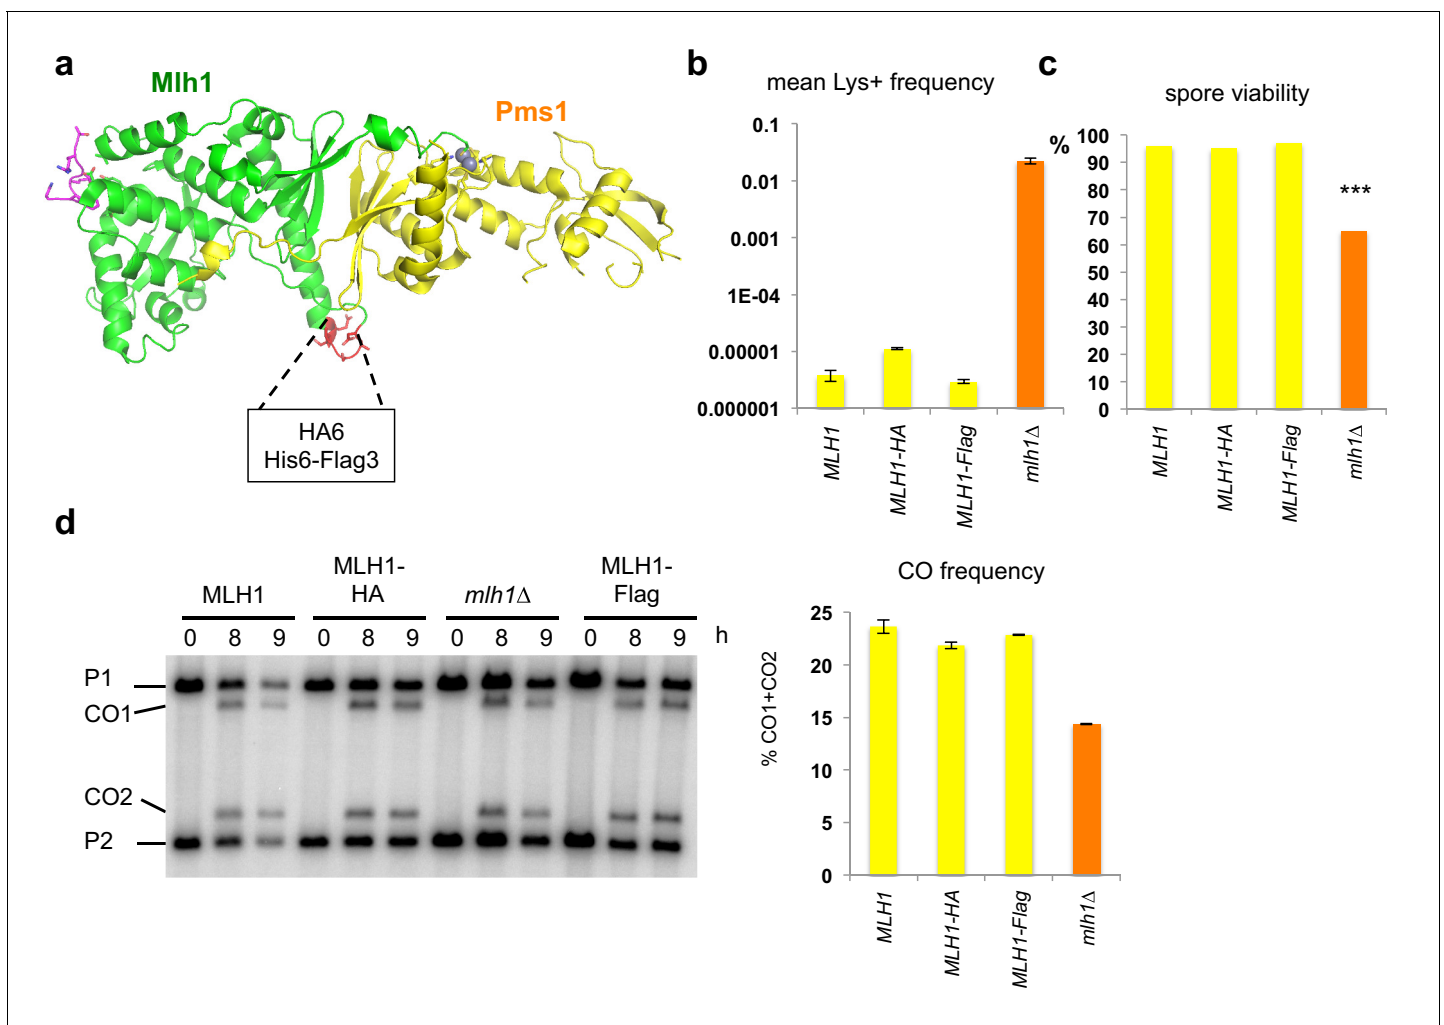 a
Mlh1
Pms1
HA6
His6-Flag3
b
mean Lys+ frequency
0.1
0.01
0.001
1E-04
0.00001
0.000001
MLH1
MLH1-HA
MLH1-Flag
mlh1Δ
c
spore viability
%
100
90
80
70
60
50
40
30
20
10
0
***
MLH1
MLH1-HA
MLH1-Flag
mlh1Δ
d
MLH1
MLH1-
HA
mlh1Δ
MLH1-
Flag
0 8 9 0 8 9 0 8 9 0 8 9 h
P1
CO1
CO2
P2
CO frequency
% CO1+CO2
25
20
15
10
5
0
MLH1
MLH1-HA
MLH1-Flag
mlh1Δ